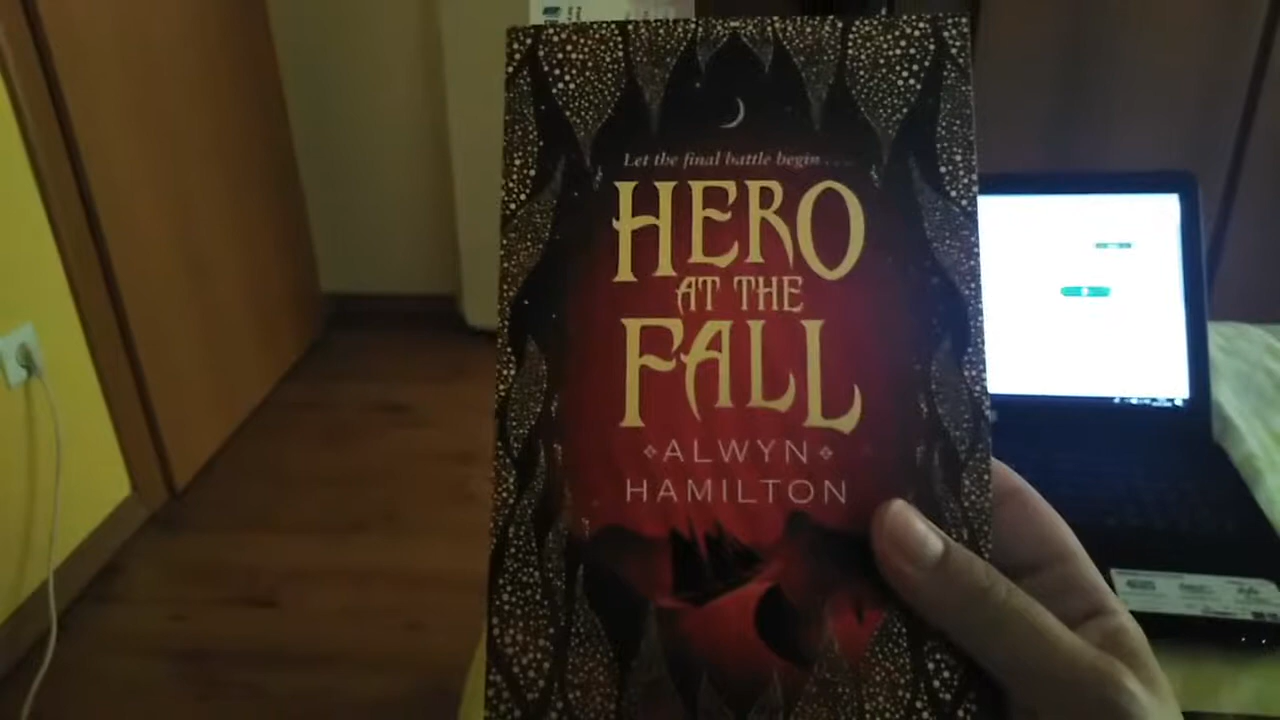 Let the final battle begin . . . .
HERO
AT THE
FALL
ALWYN
HAMILTON